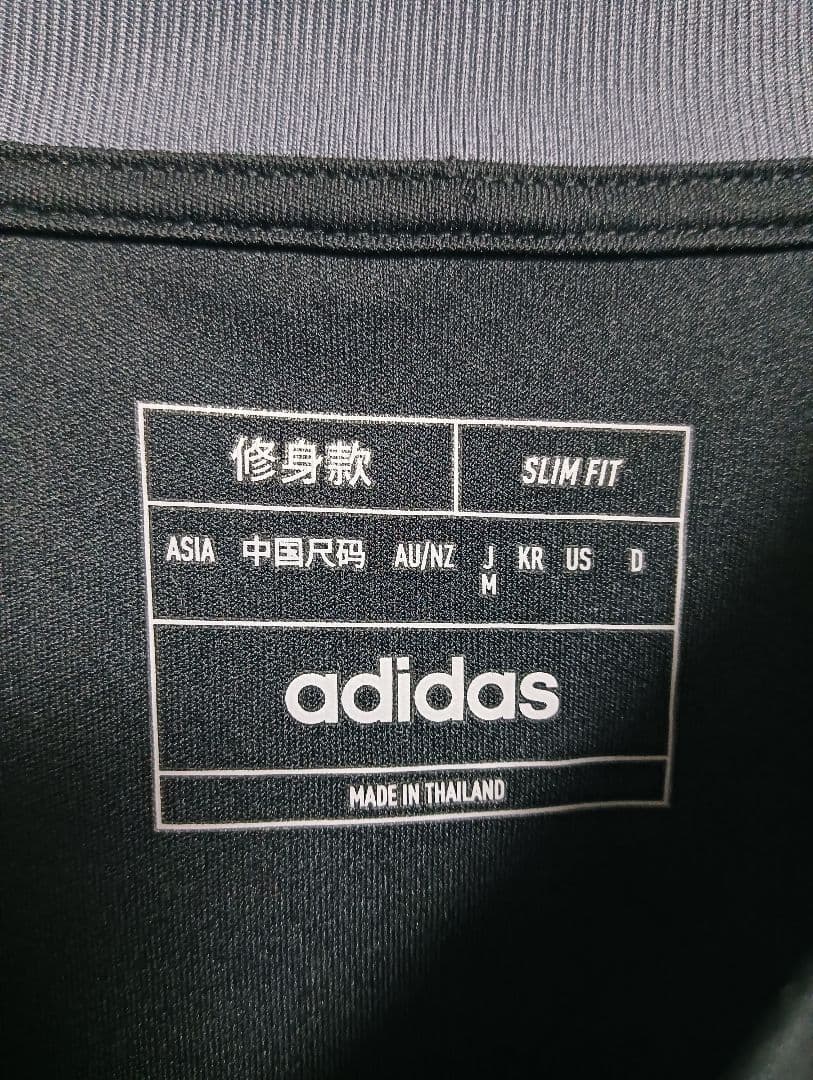 修身款 SLIM FIT
ASIA 中国尺码 AU/NZ J KR US D
M
adidas
MADE IN THAILAND